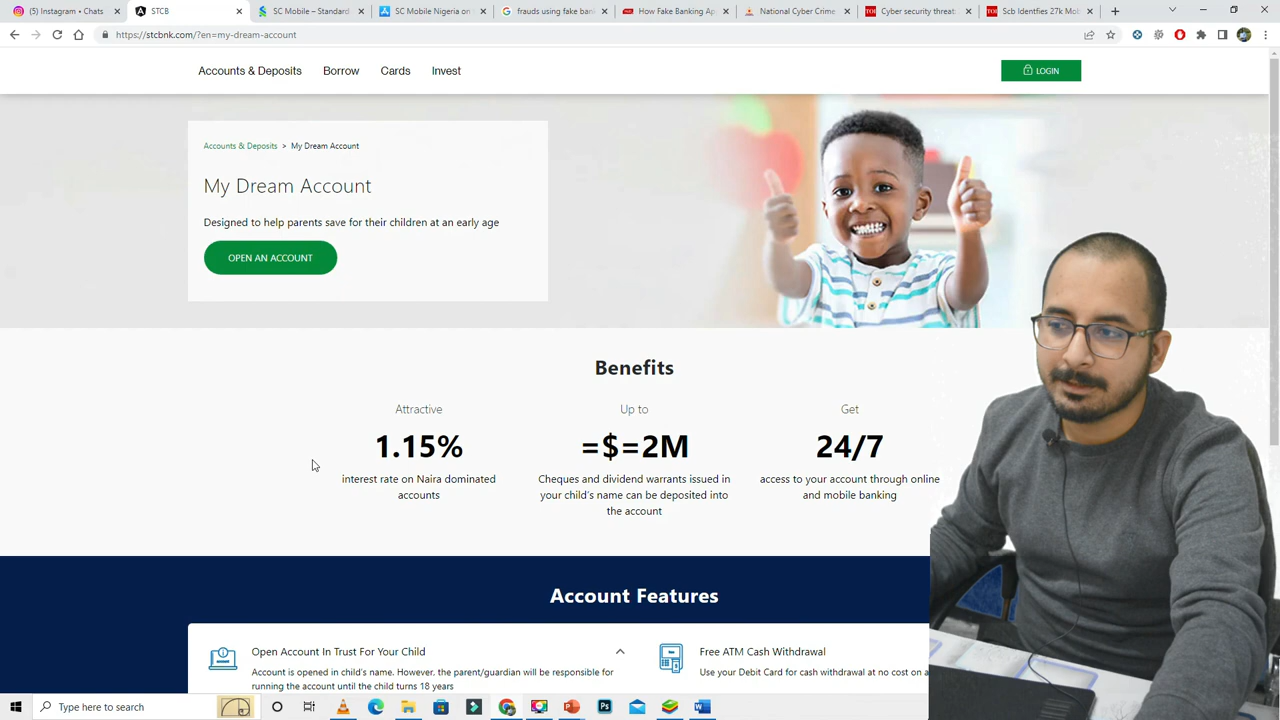 (5) Instagram • Chats
STCB
SC Mobile – Standard
SC Mobile Nigeria on
frauds using fake ban
How Fake Banking Ap
National Cyber Crime
Cyber security threat
Scb Identfies 27k Mo
https://stcbnk.com/?en=my-dream-account
Accounts & Deposits
Borrow
Cards
Invest
LOGIN
Accounts & Deposits > My Dream Account
My Dream Account
Designed to help parents save for their children at an early age
OPEN AN ACCOUNT
Benefits
Attractive
1.15%
interest rate on Naira dominated
accounts
Up to
=$=2M
Cheques and dividend warrants issued in
your child's name can be deposited into
the account
Get
24/7
access to your account through online
and mobile banking
Account Features
Open Account In Trust For Your Child
Account is opened in child's name. However, the parent/guardian will be responsible for
running the account until the child turns 18 years
Free ATM Cash Withdrawal
Use your Debit Card for cash withdrawal at no cost on a
Type here to search